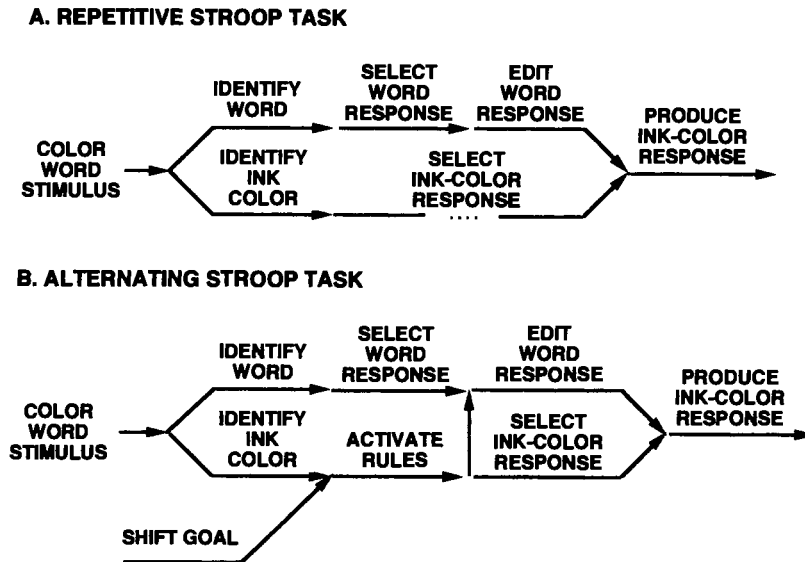 A. REPETITIVE STROOP TASK
IDENTIFY
WORD
SELECT
WORD
RESPONSE
EDIT
WORD
RESPONSE
PRODUCE
INK-COLOR
RESPONSE
COLOR
WORD
STIMULUS
IDENTIFY
INK
COLOR
SELECT
INK-COLOR
RESPONSE
....
B. ALTERNATING STROOP TASK
IDENTIFY
WORD
SELECT
WORD
RESPONSE
EDIT
WORD
RESPONSE
PRODUCE
INK-COLOR
RESPONSE
COLOR
WORD
STIMULUS
IDENTIFY
INK
COLOR
ACTIVATE
RULES
SELECT
INK-COLOR
RESPONSE
SHIFT GOAL